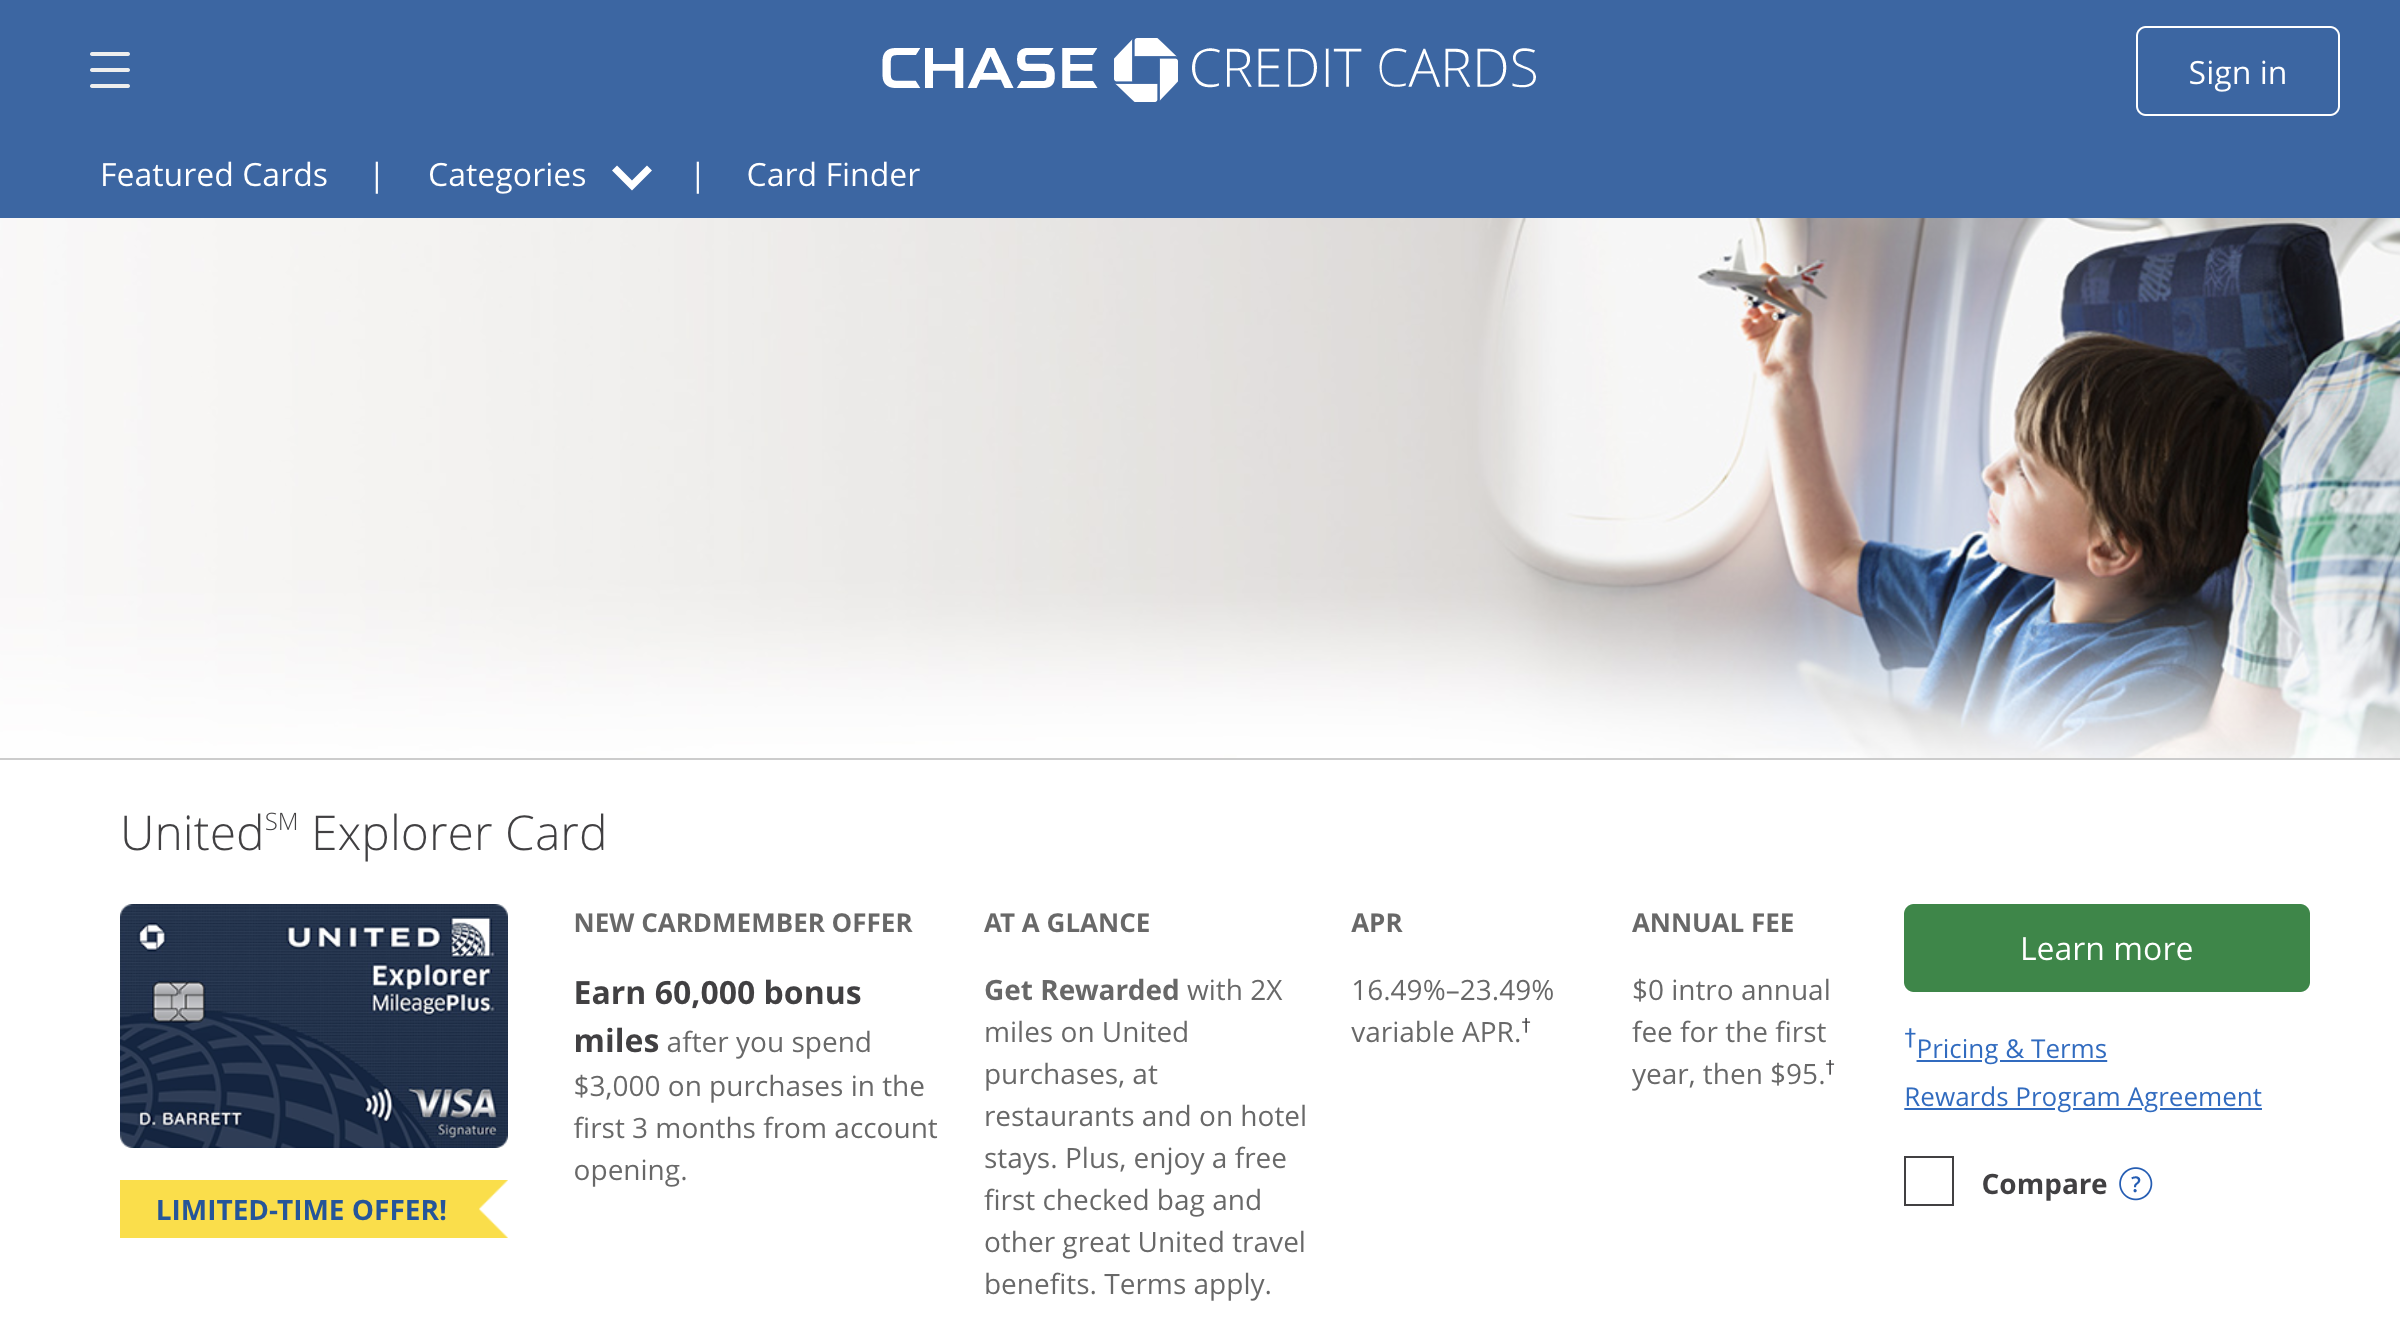 CHASE CREDIT CARDS
Sign in
Featured Cards | Categories | Card Finder
United℠ Explorer Card
UNITED
Explorer
MileagePlus.
D. BARRETT
VISA
Signature
LIMITED-TIME OFFER!
NEW CARDMEMBER OFFER
Earn 60,000 bonus
miles after you spend
$3,000 on purchases in the
first 3 months from account
opening.
AT A GLANCE
Get Rewarded with 2X
miles on United
purchases, at
restaurants and on hotel
stays. Plus, enjoy a free
first checked bag and
other great United travel
benefits. Terms apply.
APR
16.49%–23.49%
variable APR.†
ANNUAL FEE
$0 intro annual
fee for the first
year, then $95.†
Learn more
†Pricing & Terms
Rewards Program Agreement
Compare ?